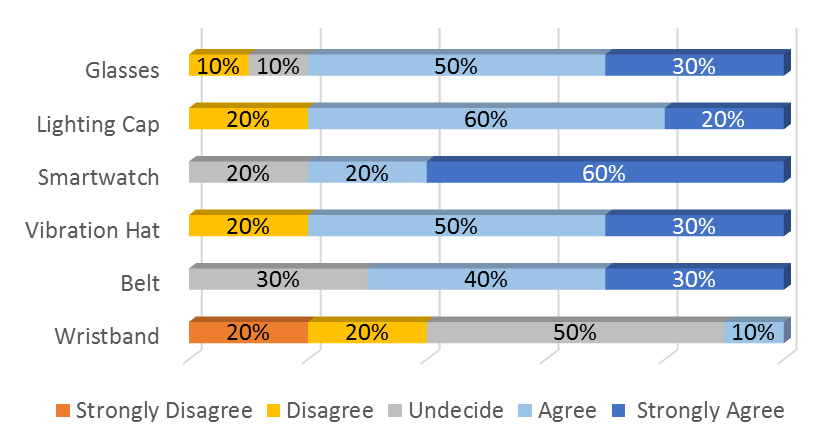 Glasses 10% 10% 50% 30%
Lighting Cap 20% 60% 20%
Smartwatch 20% 20% 60%
Vibration Hat 20% 50% 30%
Belt 30% 40% 30%
Wristband 20% 20% 50% 10%
Strongly Disagree Disagree Undecide Agree Strongly Agree